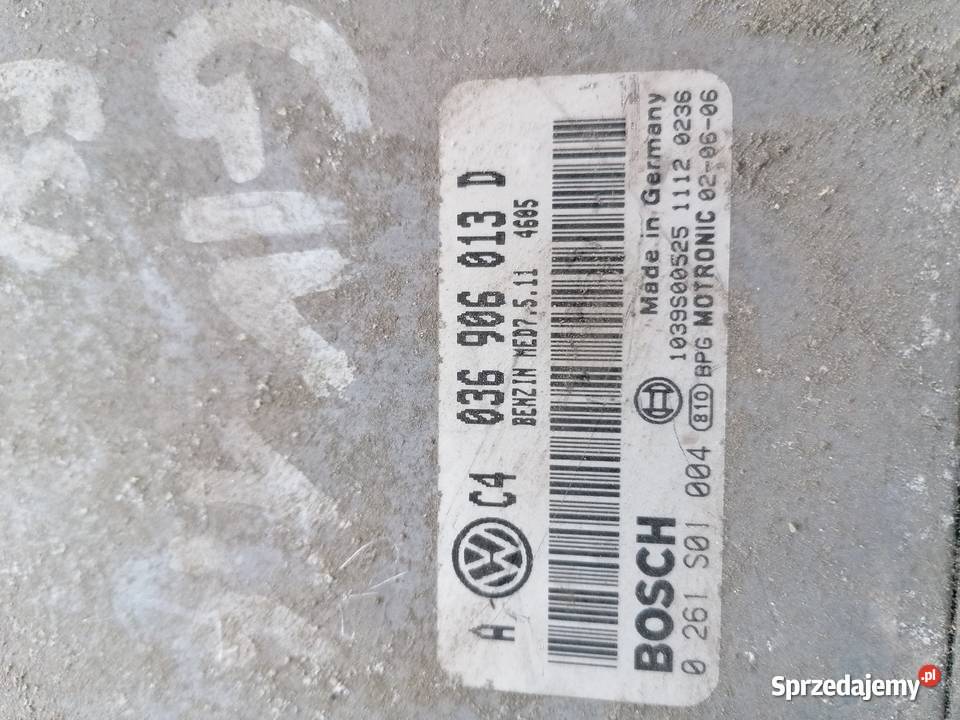 A VW C4 036 906 013 D
BENZIN MED7.5.11 4605
Made in Germany
BOSCH 1039S00525 1112 0236
0 261 S01 004 810 BPG MOTRONIC 02-06-06
Sprzedajemy.pl